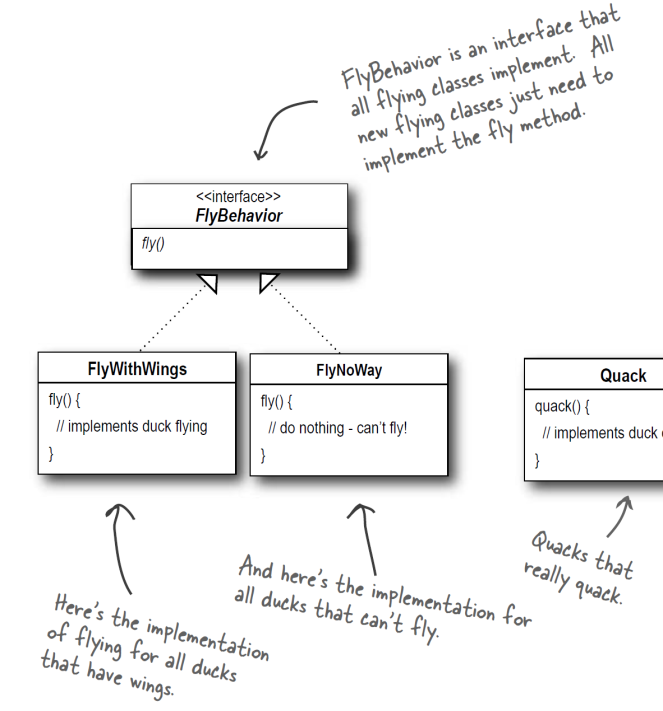 FlyBehavior is an interface that
all flying classes implement. All
new flying classes just need to
implement the fly method.
<<interface>>
FlyBehavior
fly()
FlyWithWings
fly() {
// implements duck flying
}
FlyNoWay
fly() {
// do nothing - can't fly!
}
Quack
quack() {
// implements duck
}
Here's the implementation
of flying for all ducks
that have wings.
And here's the implementation for
all ducks that can't fly.
Quacks that
really quack.